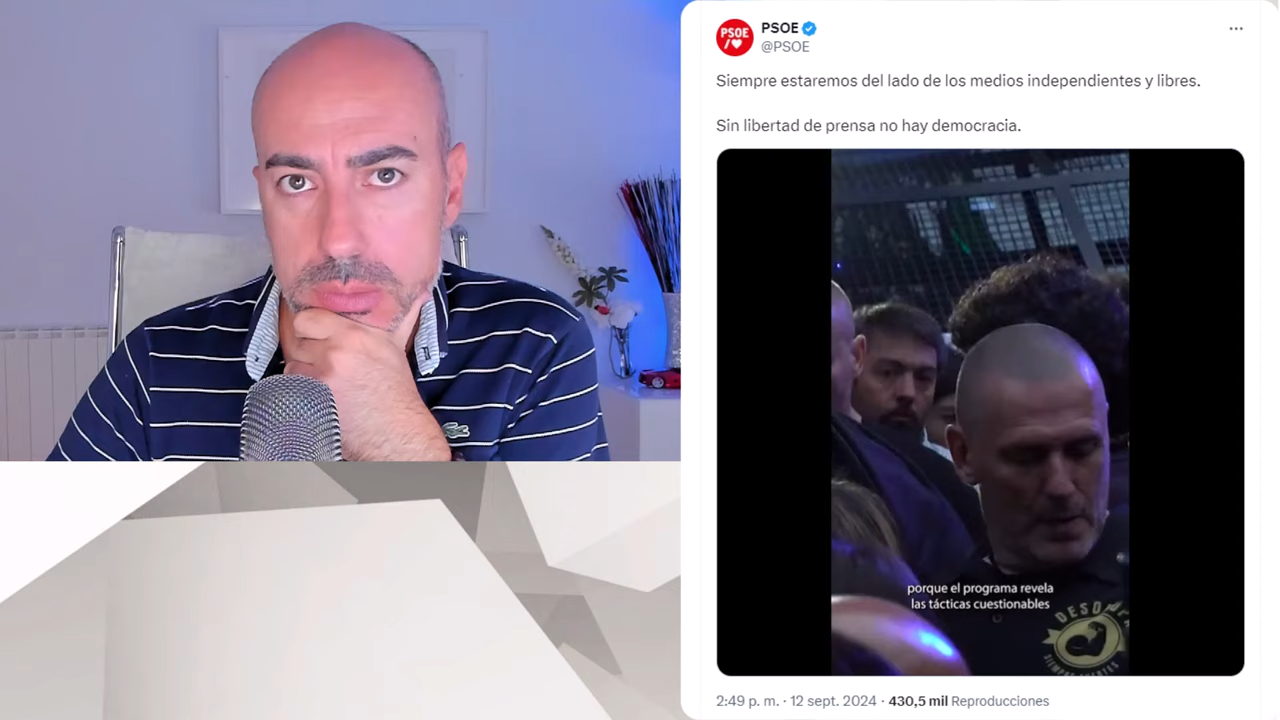 PSOE
PSOE
@PSOE
Siempre estaremos del lado de los medios independientes y libres.
Sin libertad de prensa no hay democracia.
porque el programa revela
las tácticas cuestionables
SIEMPRE
2:49 p. m. · 12 sept. 2024 · 430,5 mil Reproducciones